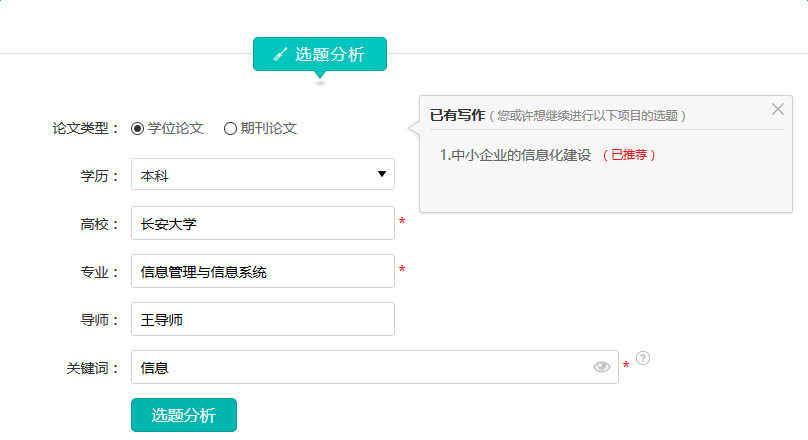 选题分析
论文类型： 学位论文 期刊论文
已有写作（您或许想继续进行以下项目的选题）
1.中小企业的信息化建设 （已推荐）
学历： 本科
高校： 长安大学 *
专业： 信息管理与信息系统 *
导师： 王导师
关键词： 信息 * ?
选题分析